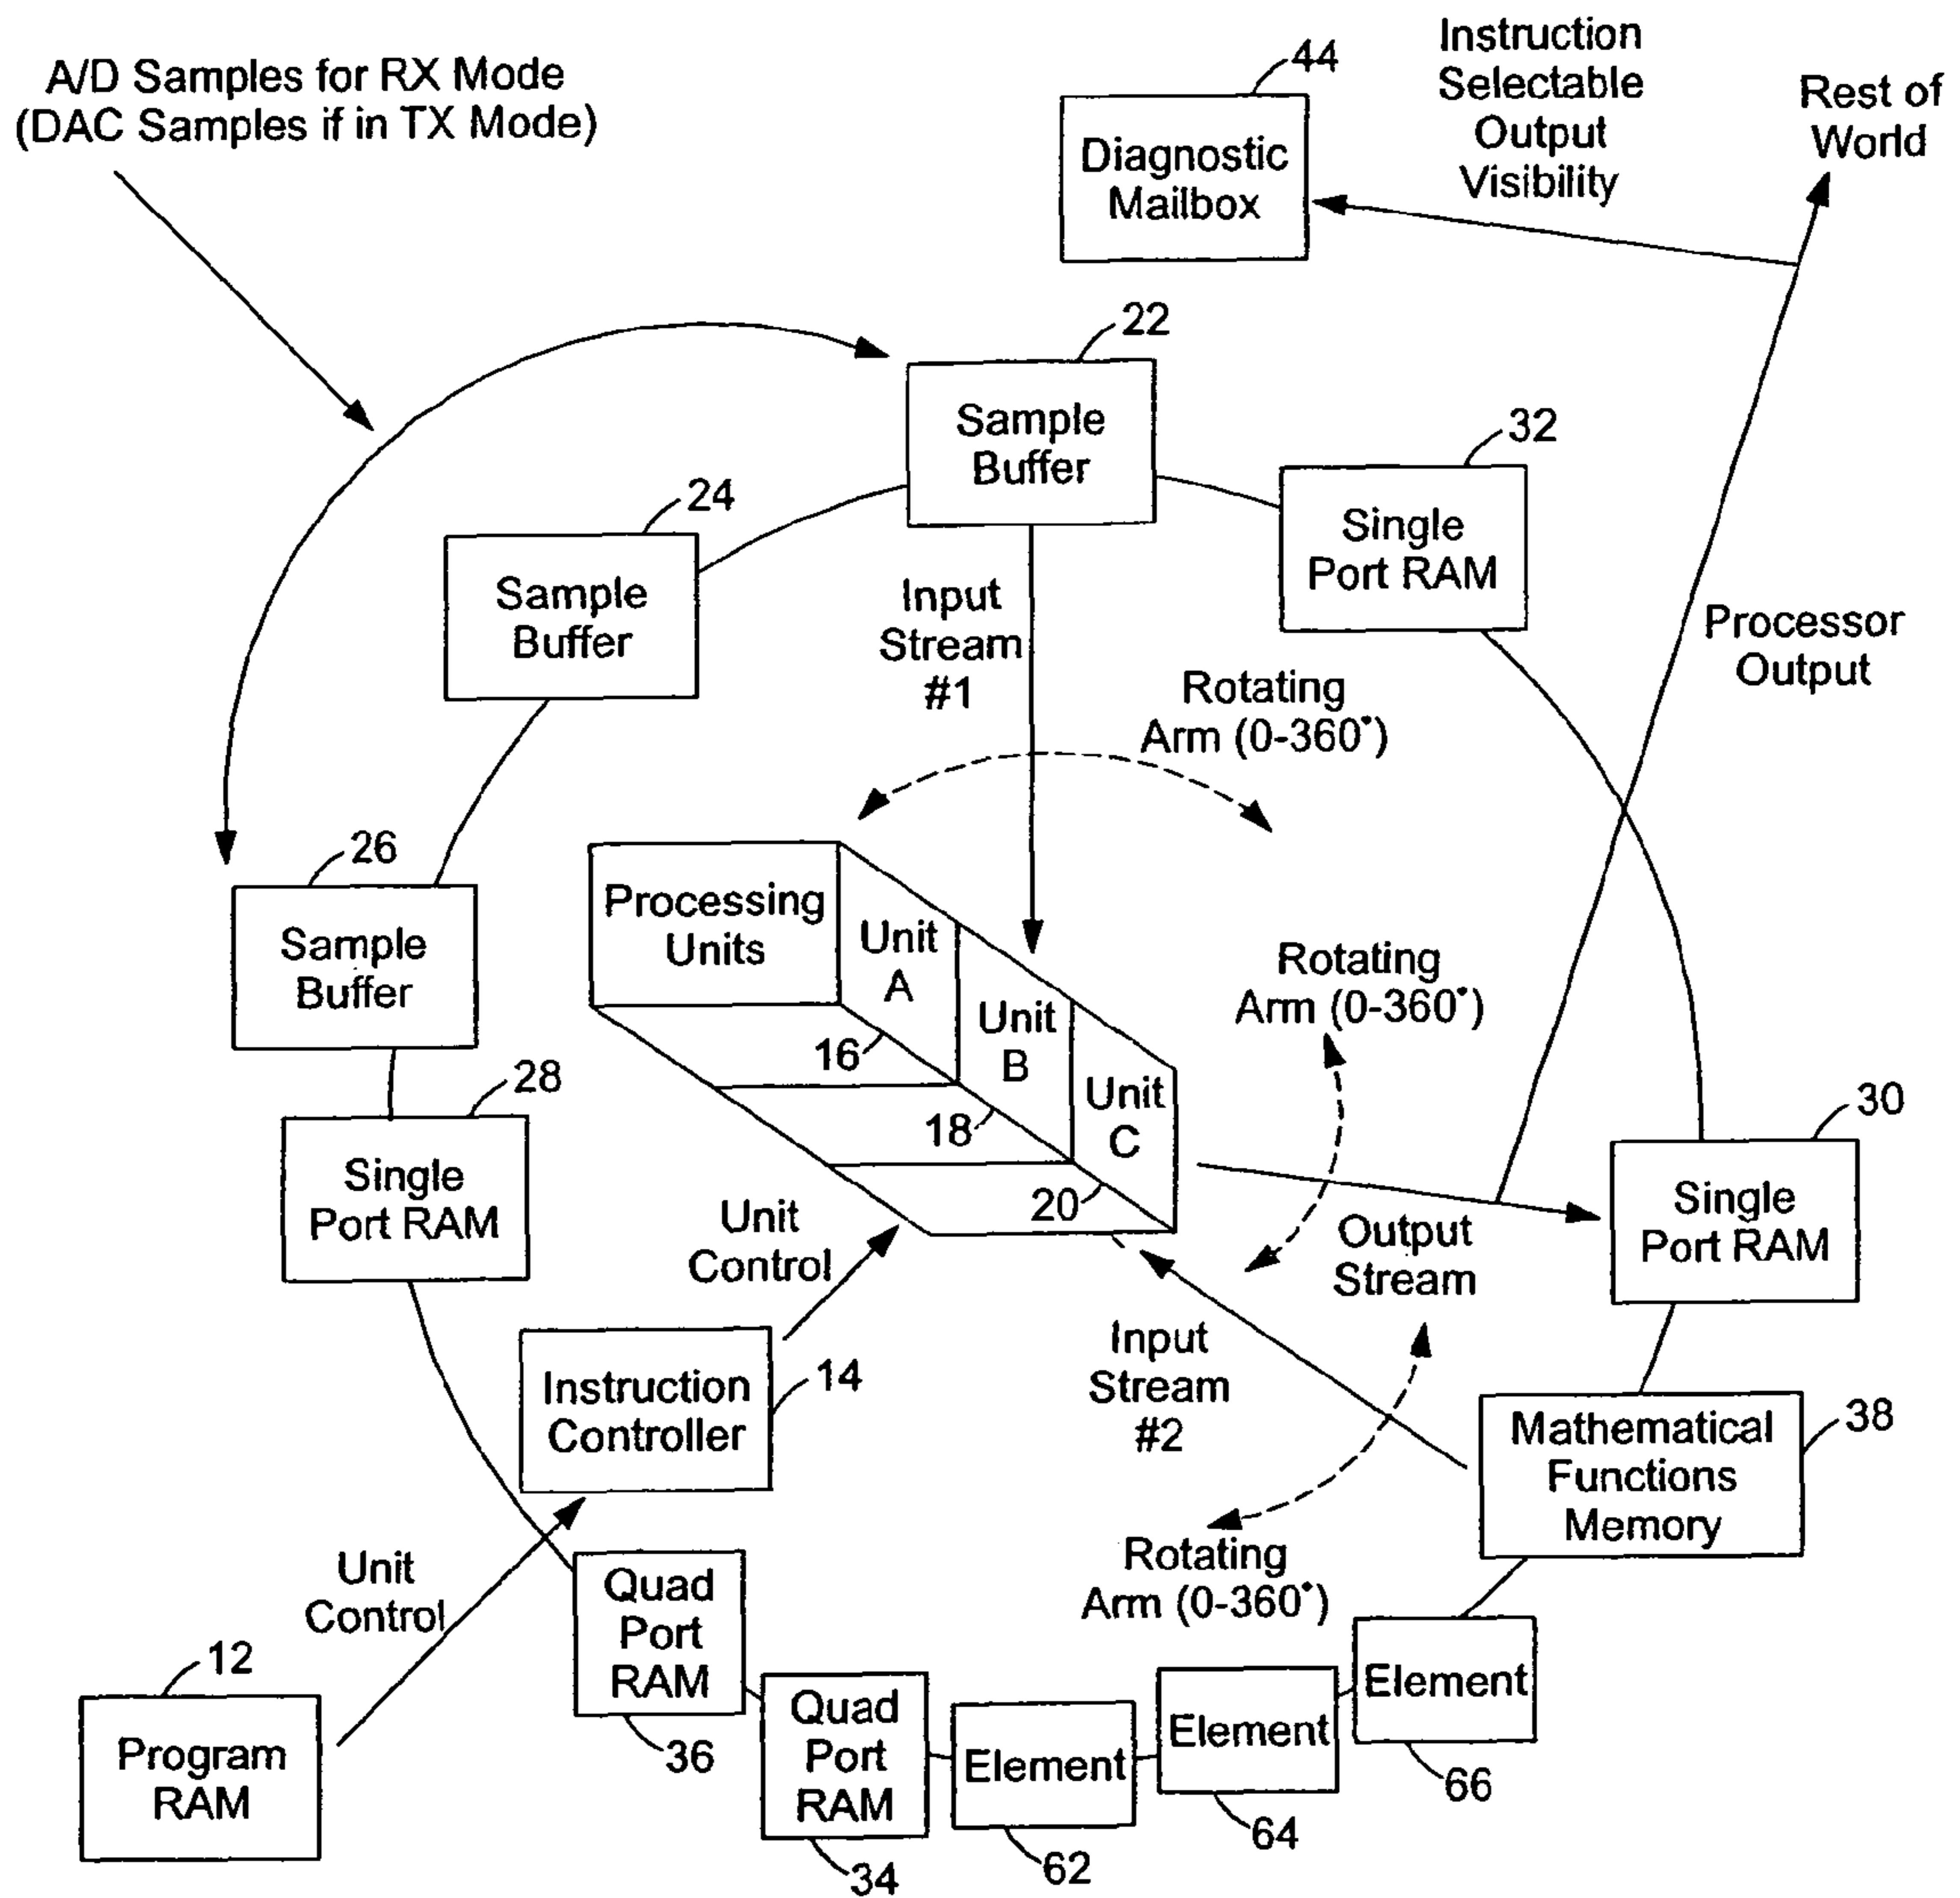 A/D Samples for RX Mode
(DAC Samples if in TX Mode)
44
Diagnostic
Mailbox
Instruction
Selectable
Output
Visibility
Rest of
World
22
Sample
Buffer
32
Single
Port RAM
24
Sample
Buffer
Input
Stream
#1
Rotating
Arm (0-360°)
Processor
Output
26
Sample
Buffer
Processing
Units
Unit
A
Unit
B
Unit
C
16
18
20
Rotating
Arm (0-360°)
28
Single
Port RAM
30
Single
Port RAM
Unit
Control
Output
Stream
Input
Stream
#2
Instruction
Controller
14
Mathematical
Functions
Memory
38
Rotating
Arm (0-360°)
Unit
Control
12
Program
RAM
Quad
Port
RAM
36
Quad
Port
RAM
34
Element
62
Element
64
Element
66